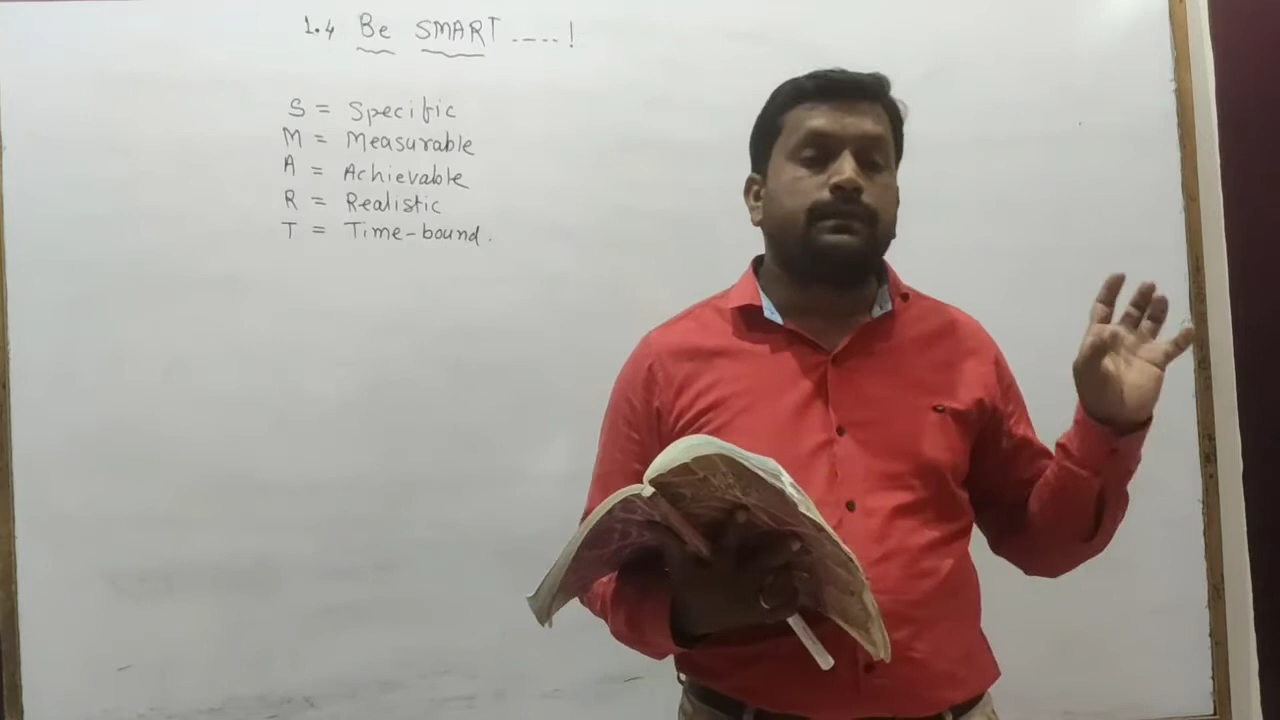 1.4 Be SMART ....!
S = Specific
M = Measurable
A = Achievable
R = Realistic
T = Time-bound.